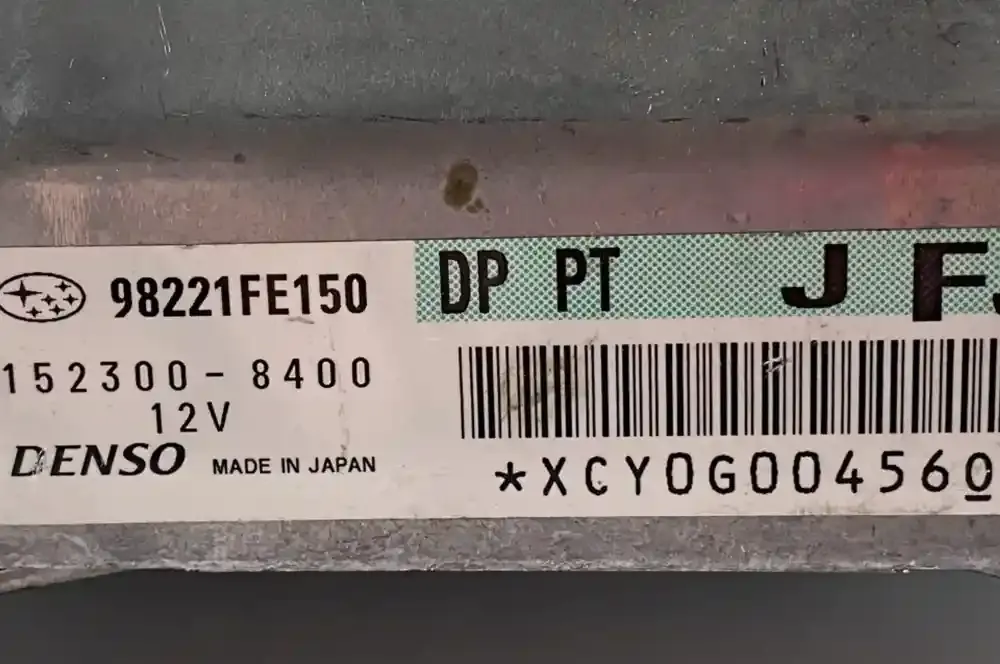 98221FE150
DP PT J F
152300-8400
12V
DENSO MADE IN JAPAN
*XCY0G004560